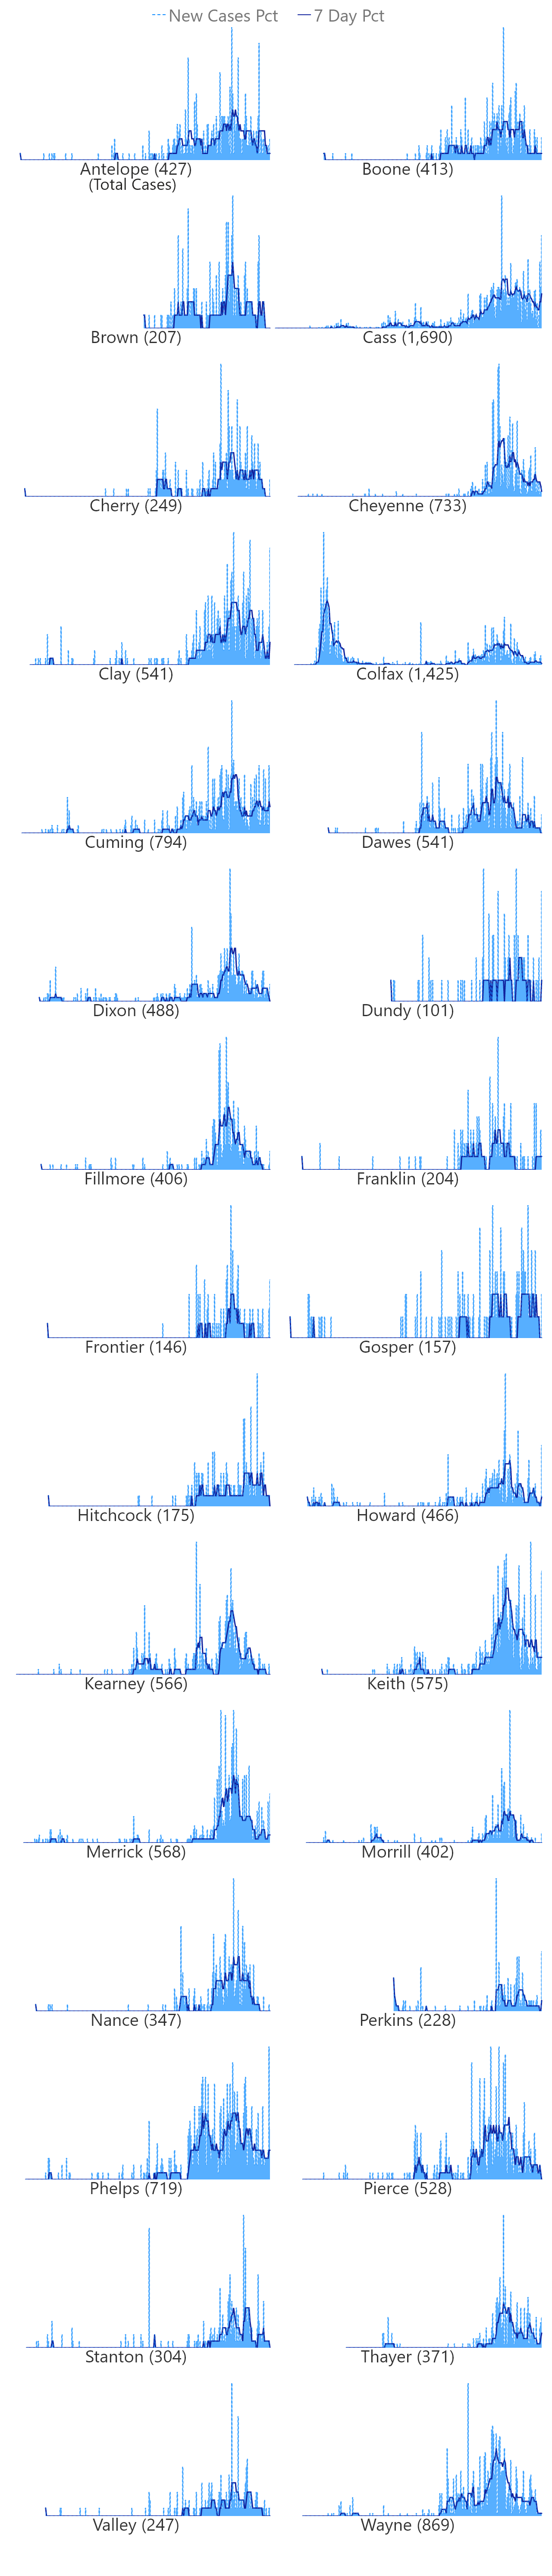 New Cases Pct 7 Day Pct
Antelope (427) Boone (413)
(Total Cases)
Brown (207) Cass (1,690)
Cherry (249) Cheyenne (733)
Clay (541) Colfax (1,425)
Cuming (794) Dawes (541)
Dixon (488) Dundy (101)
Fillmore (406) Franklin (204)
Frontier (146) Gosper (157)
Hitchcock (175) Howard (466)
Kearney (566) Keith (575)
Merrick (568) Morrill (402)
Nance (347) Perkins (228)
Phelps (719) Pierce (528)
Stanton (304) Thayer (371)
Valley (247) Wayne (869)